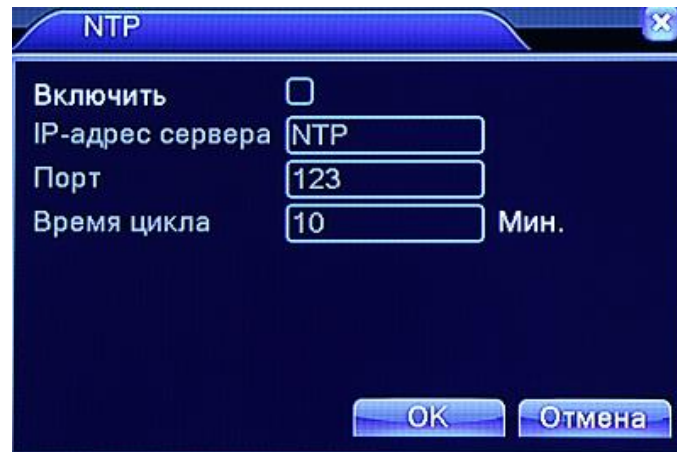 NTP
Включить
IP-адрес сервера NTP
Порт 123
Время цикла 10 Мин.
OK Отмена